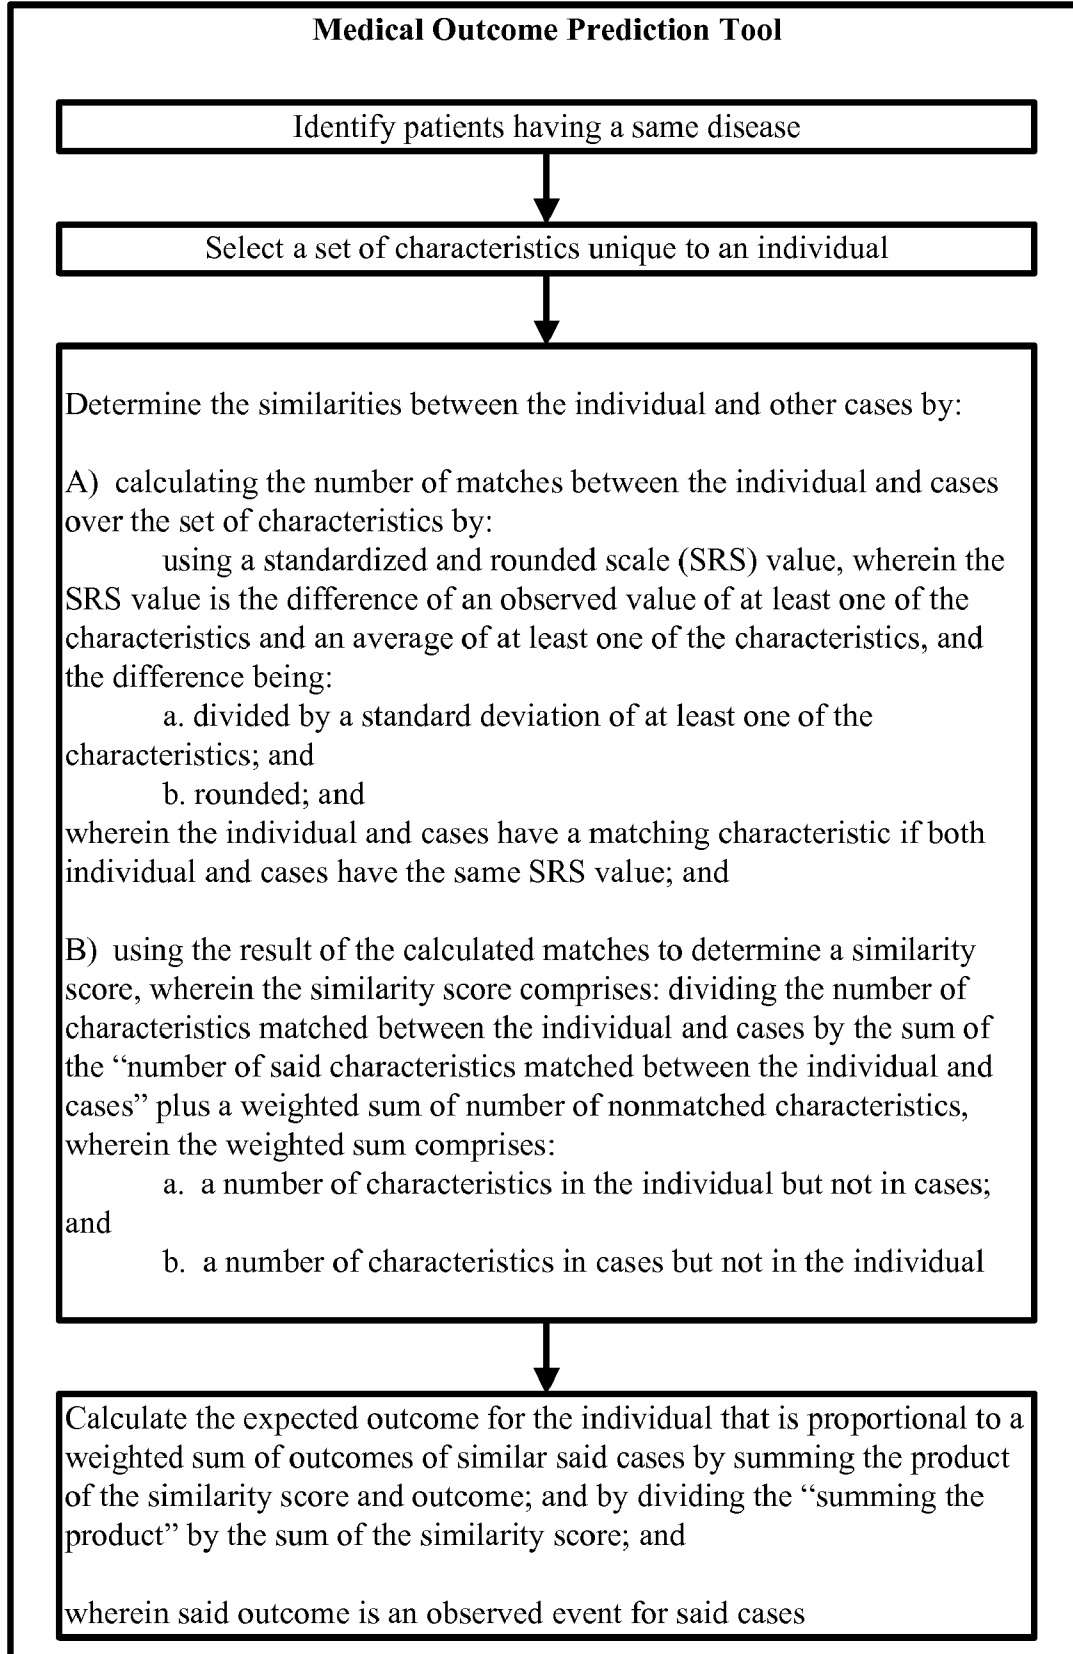 Medical Outcome Prediction Tool
Identify patients having a same disease
Select a set of characteristics unique to an individual
Determine the similarities between the individual and other cases by:
A)  calculating the number of matches between the individual and cases
over the set of characteristics by:
using a standardized and rounded scale (SRS) value, wherein the
SRS value is the difference of an observed value of at least one of the
characteristics and an average of at least one of the characteristics, and
the difference being:
a. divided by a standard deviation of at least one of the
characteristics; and
b. rounded; and
wherein the individual and cases have a matching characteristic if both
individual and cases have the same SRS value; and
B)  using the result of the calculated matches to determine a similarity
score, wherein the similarity score comprises: dividing the number of
characteristics matched between the individual and cases by the sum of
the “number of said characteristics matched between the individual and
cases” plus a weighted sum of number of nonmatched characteristics,
wherein the weighted sum comprises:
a.  a number of characteristics in the individual but not in cases;
and
b.  a number of characteristics in cases but not in the individual
Calculate the expected outcome for the individual that is proportional to a
weighted sum of outcomes of similar said cases by summing the product
of the similarity score and outcome; and by dividing the “summing the
product” by the sum of the similarity score; and
wherein said outcome is an observed event for said cases